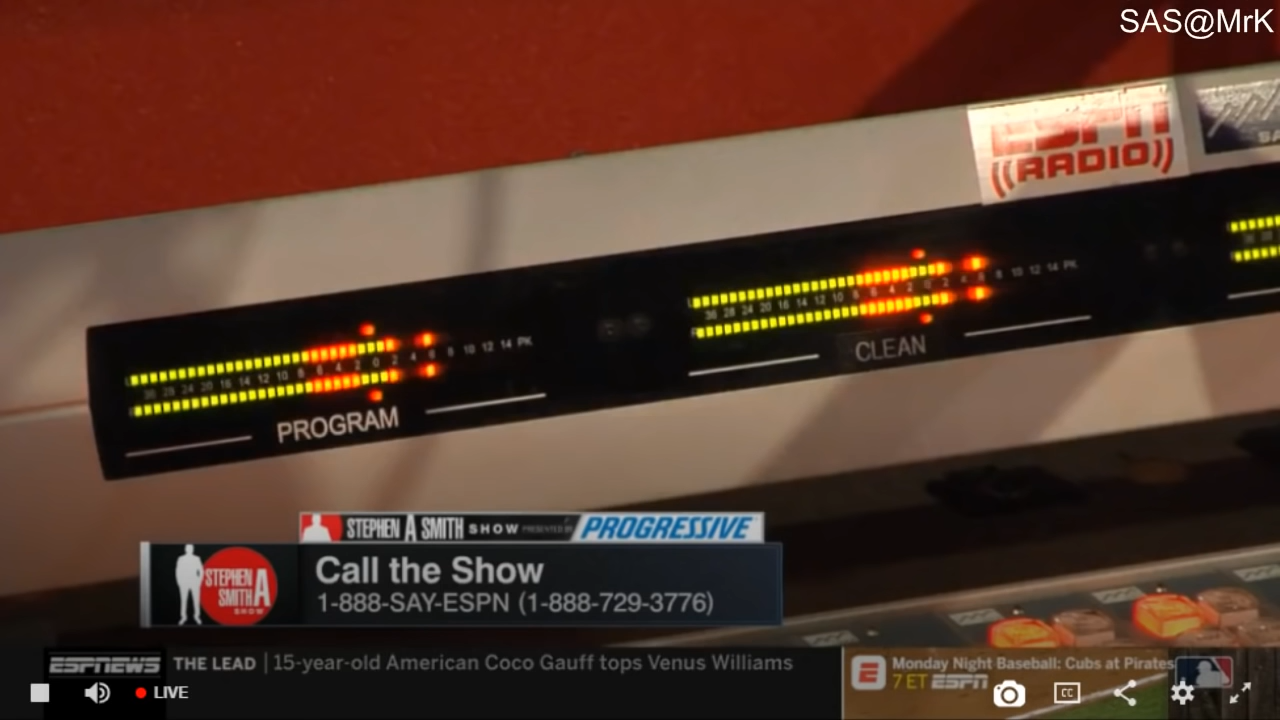 SAS@MrK
ESPN
RADIO
36 28 24 20 16 14 12 10 8 6 4 2 0 2 4 6 8 10 12 14 PK
CLEAN
36 28 24 20 16 14 12 10 8 6 4 2 0 2 4 6 8 10 12 14 PK
PROGRAM
STEPHEN A SMITH SHOW PRESENTED BY PROGRESSIVE
STEPHEN A
SMITH
SHOW
Call the Show
1-888-SAY-ESPN (1-888-729-3776)
ESPNEWS THE LEAD | 15-year-old American Coco Gauff tops Venus Williams
E Monday Night Baseball: Cubs at Pirates
7 ET ESPN
LIVE
CC